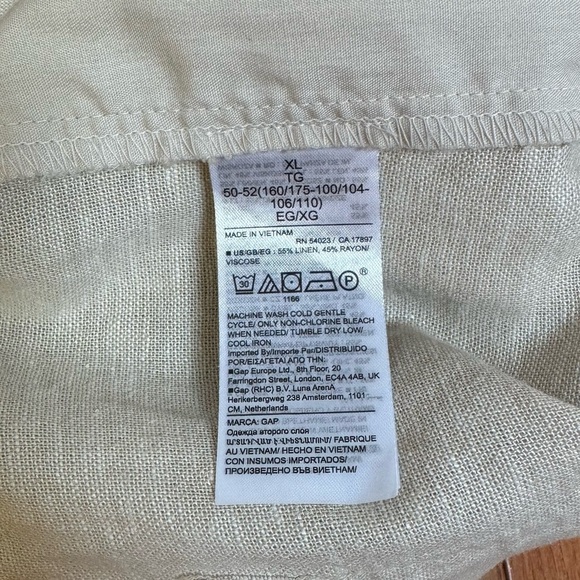 XL
TG
50-52(160/175-100/104-
106/110)
EG/XG
MADE IN VIETNAM
RN 54023 / CA 17897
■ US/GB/EG : 55% LINEN, 45% RAYON/
VISCOSE
30 P ®
1166
MACHINE WASH COLD GENTLE
CYCLE/ ONLY NON-CHLORINE BLEACH
WHEN NEEDED/ TUMBLE DRY LOW/
COOL IRON
Imported By/Importe Par/DISTRIBUIDO
POR/ΕΙΣΑΓΕΤΑΙ ΑΠΟ ΤΗΝ:
■Gap Europe Ltd., 8th Floor, 20
Farringdon Street, London, EC4A 4AB, UK
■Gap (RHC) B.V. Luna ArenA
Herikerbergweg 238 Amsterdam, 1101
CM, Netherlands
MARCA: GAP
Одежда второго слоя
ԱՐՏԱԴՐՎԱԾ Է ՎԻԵՏՆԱՄՈՒՄ/ FABRIQUE
AU VIETNAM/ HECHO EN VIETNAM
CON INSUMOS IMPORTADOS/
ПРОИЗВЕДЕНО ВЪВ ВИЕТНАМ/